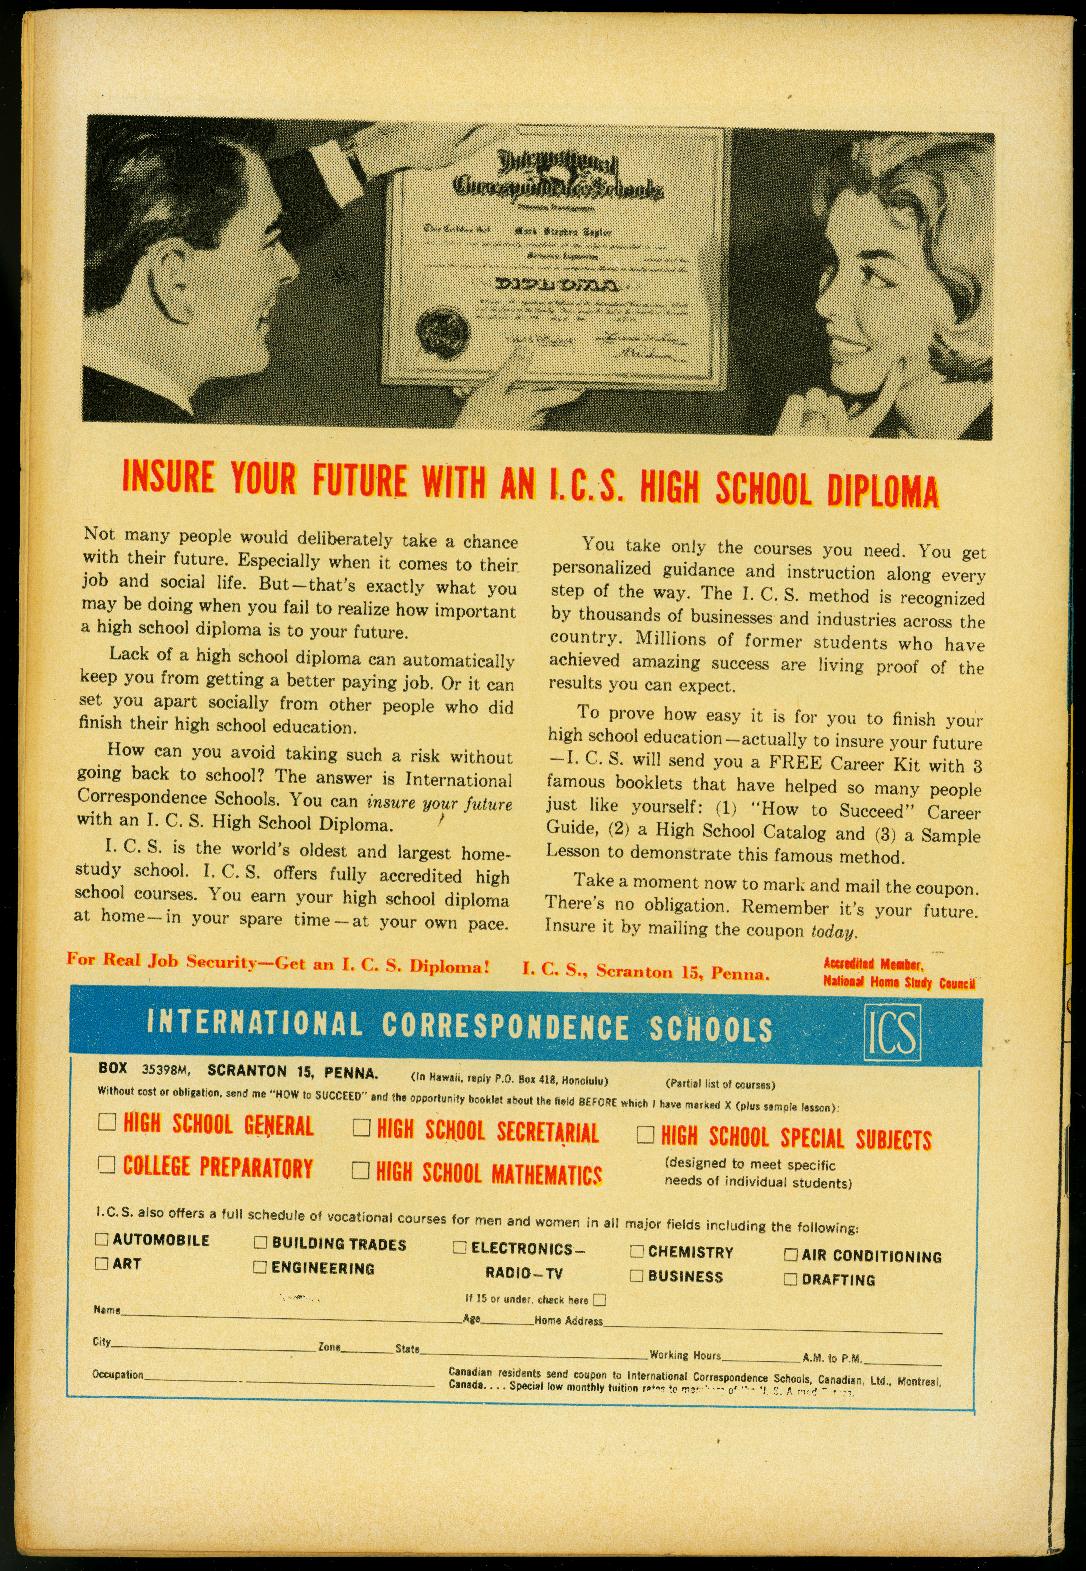 International
Correspondence Schools
This Certifies that Mark Stephen Taylor
DIPLOMA
INSURE YOUR FUTURE WITH AN I.C.S. HIGH SCHOOL DIPLOMA
Not many people would deliberately take a chance
with their future. Especially when it comes to their
job and social life. But—that's exactly what you
may be doing when you fail to realize how important
a high school diploma is to your future.
Lack of a high school diploma can automatically
keep you from getting a better paying job. Or it can
set you apart socially from other people who did
finish their high school education.
How can you avoid taking such a risk without
going back to school? The answer is International
Correspondence Schools. You can insure your future
with an I. C. S. High School Diploma.
I. C. S. is the world's oldest and largest home-
study school. I. C. S. offers fully accredited high
school courses. You earn your high school diploma
at home—in your spare time—at your own pace.
You take only the courses you need. You get
personalized guidance and instruction along every
step of the way. The I. C. S. method is recognized
by thousands of businesses and industries across the
country. Millions of former students who have
achieved amazing success are living proof of the
results you can expect.
To prove how easy it is for you to finish your
high school education—actually to insure your future
—I. C. S. will send you a FREE Career Kit with 3
famous booklets that have helped so many people
just like yourself: (1) "How to Succeed" Career
Guide, (2) a High School Catalog and (3) a Sample
Lesson to demonstrate this famous method.
Take a moment now to mark and mail the coupon.
There's no obligation. Remember it's your future.
Insure it by mailing the coupon today.
For Real Job Security—Get an I. C. S. Diploma! I. C. S., Scranton 15, Penna.
Accredited Member,
National Home Study Council
INTERNATIONAL CORRESPONDENCE SCHOOLS ICS
BOX 35398M, SCRANTON 15, PENNA. (In Hawaii, reply P.O. Box 418, Honolulu) (Partial list of courses)
Without cost or obligation, send me "HOW to SUCCEED" and the opportunity booklet about the field BEFORE which I have marked X (plus sample lesson):
HIGH SCHOOL GENERAL HIGH SCHOOL SECRETARIAL HIGH SCHOOL SPECIAL SUBJECTS
COLLEGE PREPARATORY HIGH SCHOOL MATHEMATICS (designed to meet specific
needs of individual students)
I.C.S. also offers a full schedule of vocational courses for men and women in all major fields including the following:
AUTOMOBILE BUILDING TRADES ELECTRONICS— CHEMISTRY AIR CONDITIONING
ART ENGINEERING RADIO—TV BUSINESS DRAFTING
If 15 or under, check here
Name Age Home Address
City Zone State Working Hours A.M. to P.M.
Occupation
Canadian residents send coupon to International Correspondence Schools, Canadian, Ltd., Montreal,
Canada.... Special low monthly tuition rates to members of the U. S. Armed Forces.